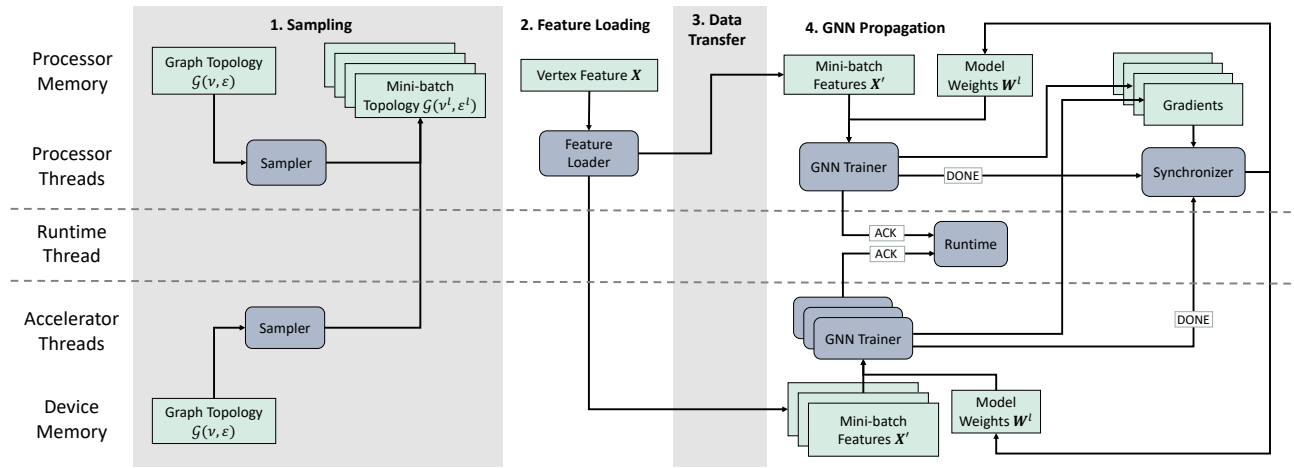 1. Sampling
2. Feature Loading
3. Data
Transfer
4. GNN Propagation
Processor
Memory
Graph Topology
𝒢(ν, ε)
Mini-batch
Topology 𝒢(ν^l, ε^l)
Vertex Feature X
Mini-batch
Features X′
Model
Weights W^l
Gradients
Processor
Threads
Sampler
Feature
Loader
GNN Trainer
DONE
Synchronizer
Runtime
Thread
ACK
ACK
Runtime
Accelerator
Threads
Sampler
GNN Trainer
DONE
Device
Memory
Graph Topology
𝒢(ν, ε)
Mini-batch
Features X′
Model
Weights W^l